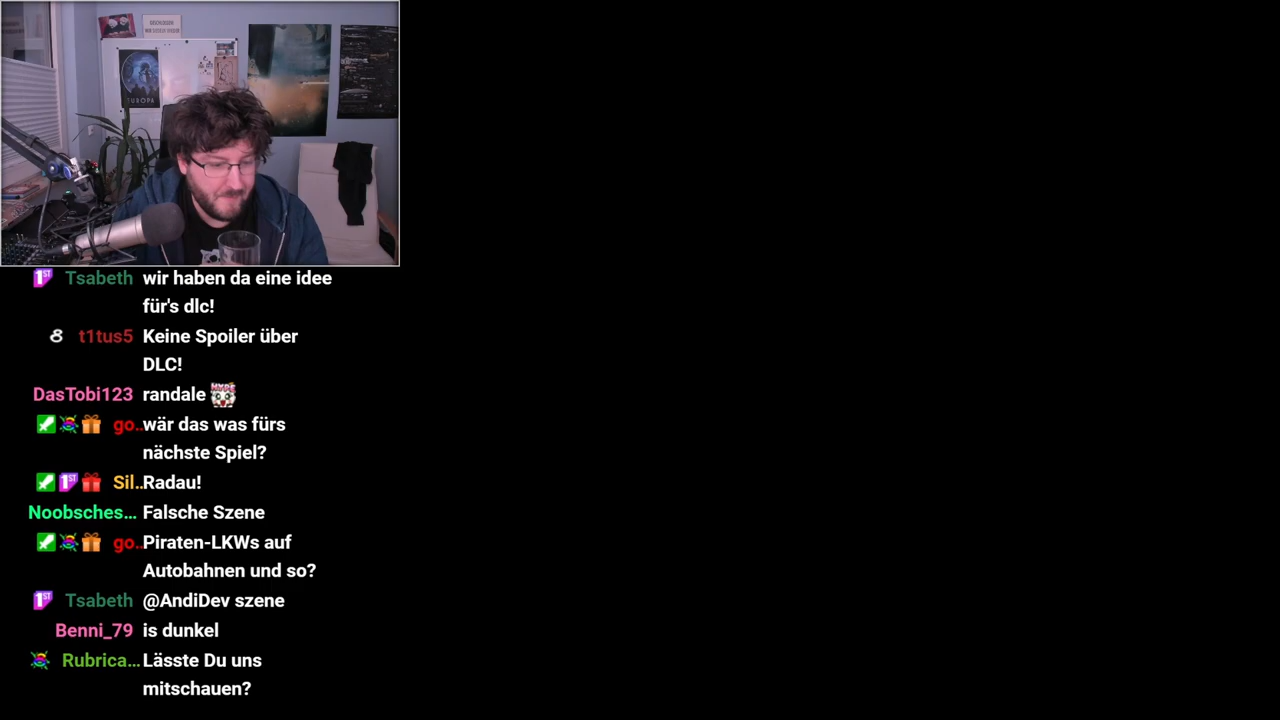 EUROPA
Tsabeth wir haben da eine idee
für's dlc!
t1tus5 Keine Spoiler über
DLC!
DasTobi123 randale
go.. wär das was fürs
nächste Spiel?
Sil.. Radau!
Noobsches… Falsche Szene
go.. Piraten-LKWs auf
Autobahnen und so?
Tsabeth @AndiDev szene
Benni_79 is dunkel
Rubrica… Lässte Du uns
mitschauen?